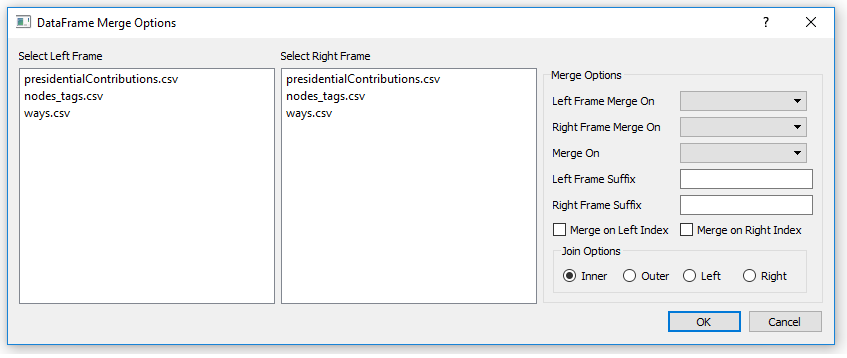 DataFrame Merge Options
Select Left Frame
presidentialContributions.csv
nodes_tags.csv
ways.csv
Select Right Frame
presidentialContributions.csv
nodes_tags.csv
ways.csv
Merge Options
Left Frame Merge On
Right Frame Merge On
Merge On
Left Frame Suffix
Right Frame Suffix
Merge on Left Index Merge on Right Index
Join Options
Inner Outer Left Right
OK Cancel